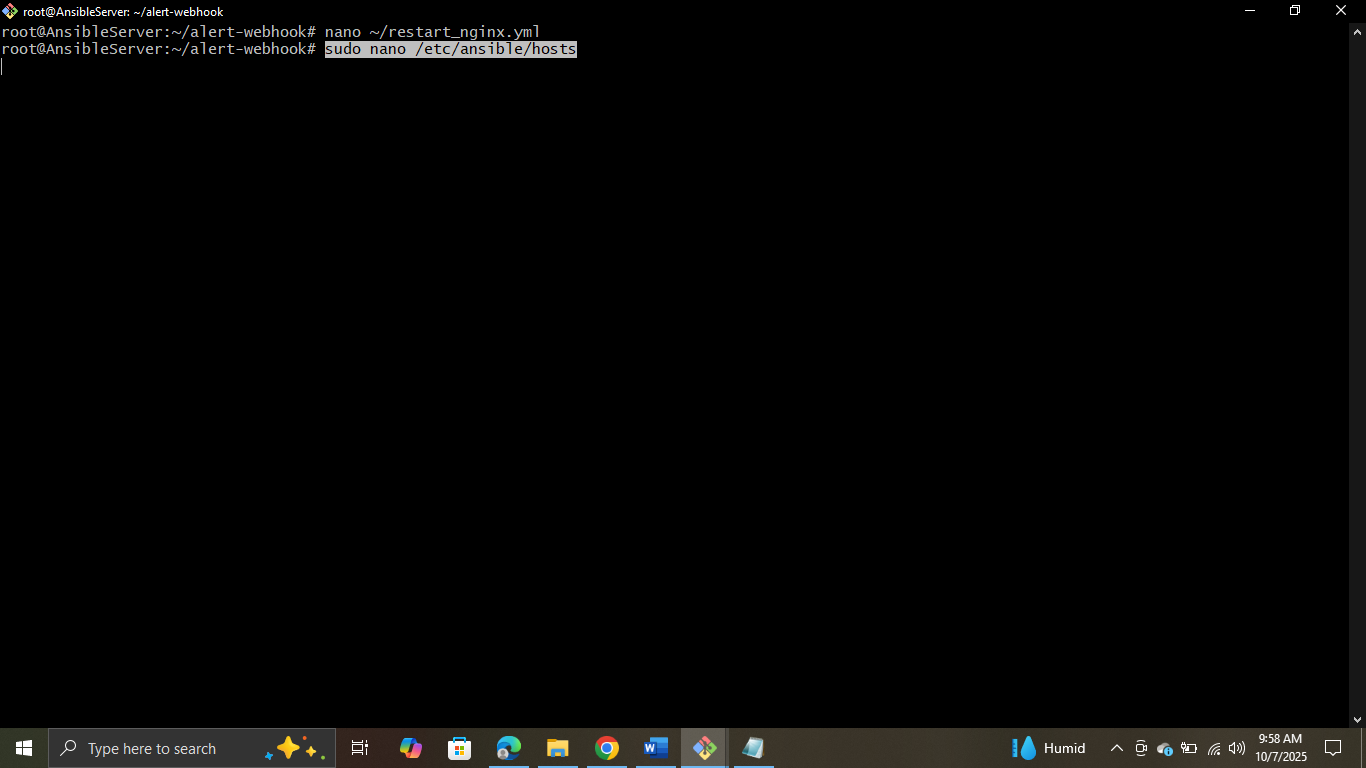 root@AnsibleServer: ~/alert-webhook
root@AnsibleServer:~/alert-webhook# nano ~/restart_nginx.yml
root@AnsibleServer:~/alert-webhook# sudo nano /etc/ansible/hosts
Type here to search
Humid
9:58 AM
10/7/2025